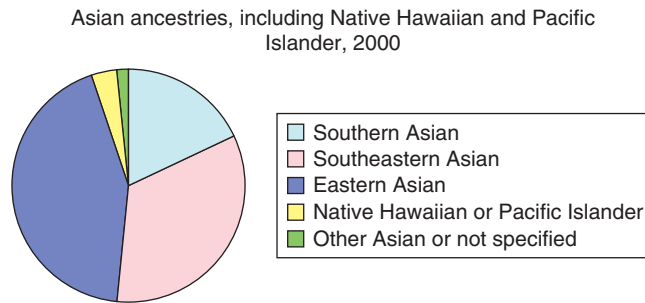 Asian ancestries, including Native Hawaiian and Pacific
Islander, 2000
Southern Asian
Southeastern Asian
Eastern Asian
Native Hawaiian or Pacific Islander
Other Asian or not specified